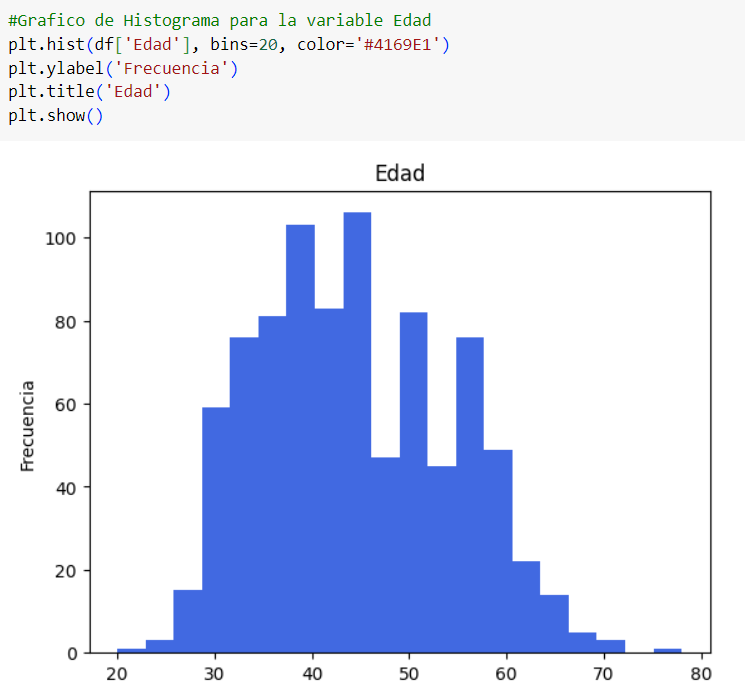 #Grafico de Histograma para la variable Edad
plt.hist(df['Edad'], bins=20, color='#4169E1')
plt.ylabel('Frecuencia')
plt.title('Edad')
plt.show()
Edad
100
80
60
40
20
0
Frecuencia
20 30 40 50 60 70 80